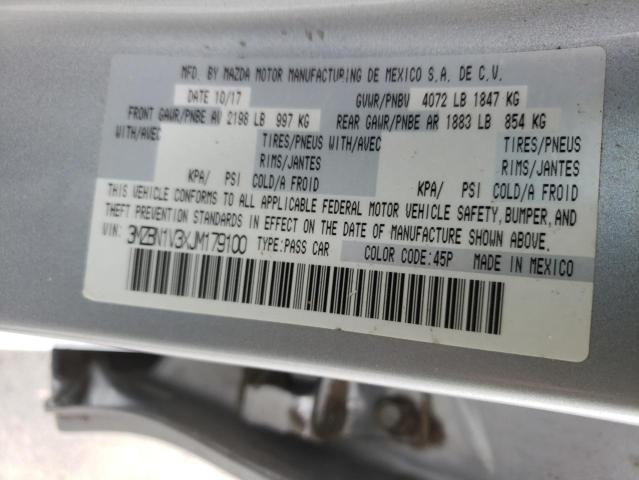 MFD. BY MAZDA MOTOR MANUFACTURING DE MEXICO S.A. DE C.V.
DATE 10/17 GVWR/PNBV 4072 LB 1847 KG
FRONT GAWR/PNBE AV 2198 LB 997 KG REAR GAWR/PNBE AR 1883 LB 854 KG
WITH/AVEC TIRES/PNEUS WITH/AVEC TIRES/PNEUS
RIMS/JANTES RIMS/JANTES
KPA/ PSI COLD/A FROID KPA/ PSI COLD/A FROID
THIS VEHICLE CONFORMS TO ALL APPLICABLE FEDERAL MOTOR VEHICLE SAFETY, BUMPER, AND
THEFT PREVENTION STANDARDS IN EFFECT ON THE DATE OF MANUFACTURE SHOWN ABOVE.
VIN: 3MZBN1V3XJM179100 TYPE:PASS CAR COLOR CODE:45P MADE IN MEXICO